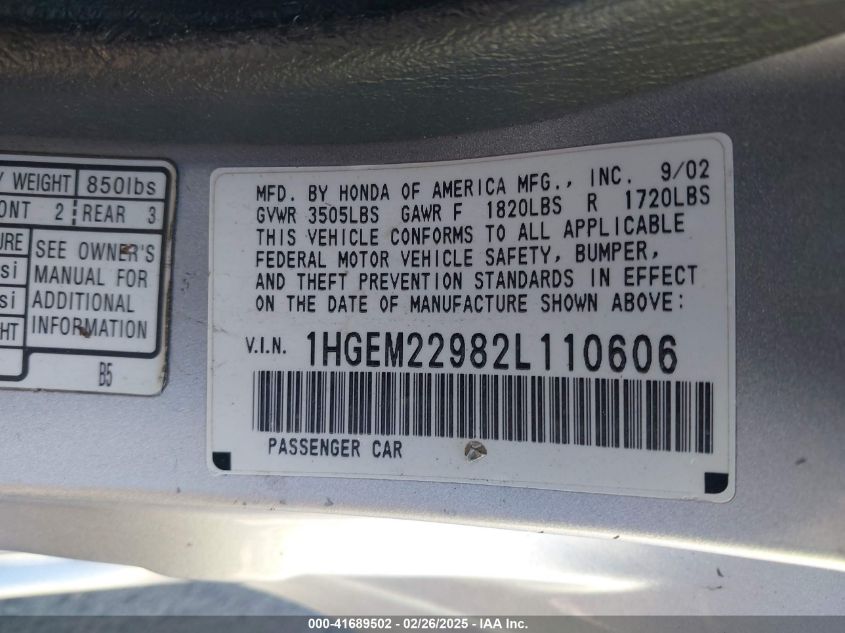 Y WEIGHT 850lbs
ONT 2 REAR 3
URE
SEE OWNER'S
si MANUAL FOR
si ADDITIONAL
HT INFORMATION
B5
MFD. BY HONDA OF AMERICA MFG., INC. 9/02
GVWR 3505LBS GAWR F 1820LBS R 1720LBS
THIS VEHICLE CONFORMS TO ALL APPLICABLE
FEDERAL MOTOR VEHICLE SAFETY, BUMPER,
AND THEFT PREVENTION STANDARDS IN EFFECT
ON THE DATE OF MANUFACTURE SHOWN ABOVE:
V.I.N. 1HGEM22982L110606
PASSENGER CAR
000-41689502 - 02/26/2025 - IAA Inc.